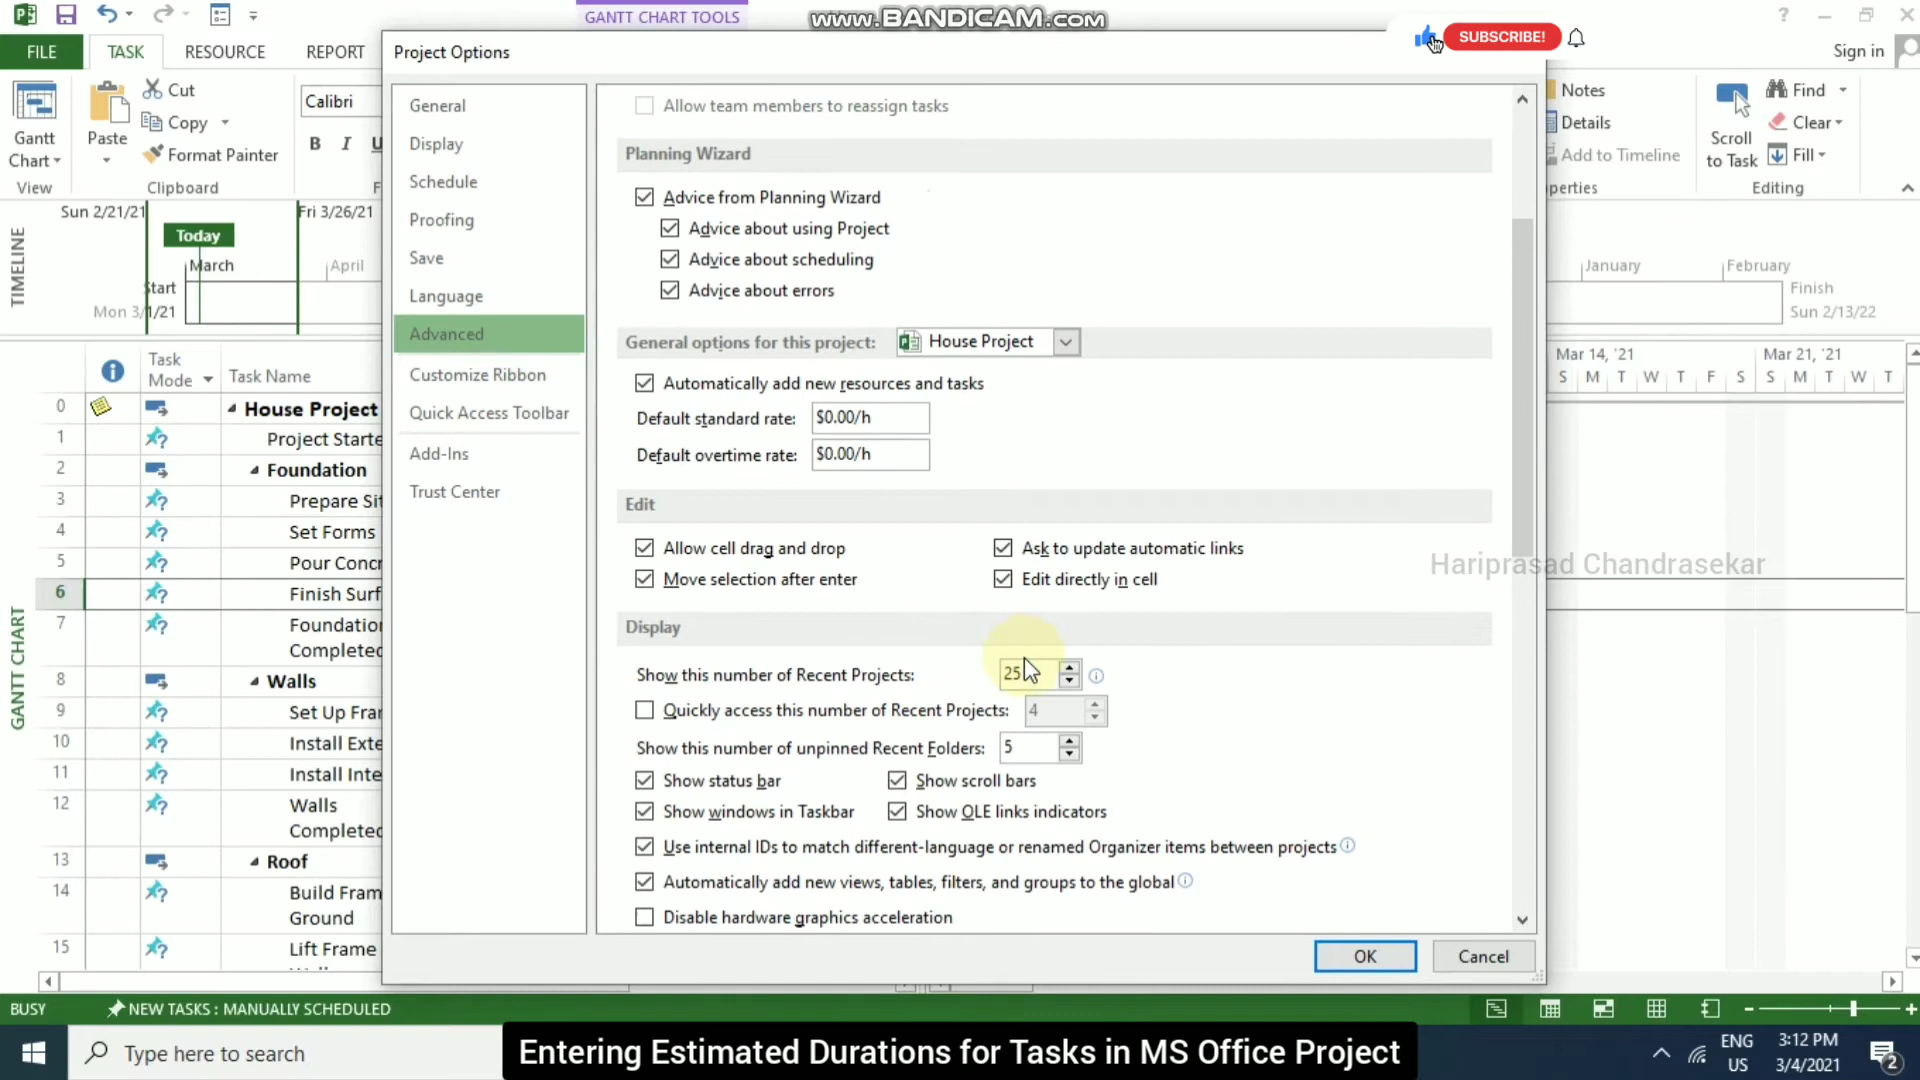 GANTT CHART TOOLS
www.BANDICAM.com
SUBSCRIBE!
FILE
TASK
RESOURCE
REPORT
Project Options
Sign in
Gantt
Chart
View
Paste
Cut
Copy
Format Painter
Clipboard
Calibri
B I U
F
Notes
Details
Add to Timeline
perties
Scroll
to Task
Find
Clear
Fill
Editing
TIMELINE
Sun 2/21/21
Fri 3/26/21
Today
March
April
Start
Mon 3/1/21
January
February
Finish
Sun 2/13/22
General
Display
Schedule
Proofing
Save
Language
Advanced
Customize Ribbon
Quick Access Toolbar
Add-Ins
Trust Center
Allow team members to reassign tasks
Planning Wizard
Advice from Planning Wizard
Advice about using Project
Advice about scheduling
Advice about errors
General options for this project: House Project
Automatically add new resources and tasks
Default standard rate: $0.00/h
Default overtime rate: $0.00/h
Edit
Allow cell drag and drop
Ask to update automatic links
Move selection after enter
Edit directly in cell
Display
Show this number of Recent Projects: 25
Quickly access this number of Recent Projects: 4
Show this number of unpinned Recent Folders: 5
Show status bar
Show scroll bars
Show windows in Taskbar
Show OLE links indicators
Use internal IDs to match different-language or renamed Organizer items between projects
Automatically add new views, tables, filters, and groups to the global
Disable hardware graphics acceleration
OK
Cancel
GANTT CHART
Task
Mode
Task Name
0 House Project
1 Project Starte
2 Foundation
3 Prepare Sit
4 Set Forms
5 Pour Concr
6 Finish Surf
7 Foundation
Completed
8 Walls
9 Set Up Fran
10 Install Exte
11 Install Inte
12 Walls
Completed
13 Roof
14 Build Fram
Ground
15 Lift Frame
Mar 14, '21
Mar 21, '21
S M T W T F S S M T W T
Hariprasad Chandrasekar
BUSY
NEW TASKS : MANUALLY SCHEDULED
Type here to search
Entering Estimated Durations for Tasks in MS Office Project
ENG
US
3:12 PM
3/4/2021
2